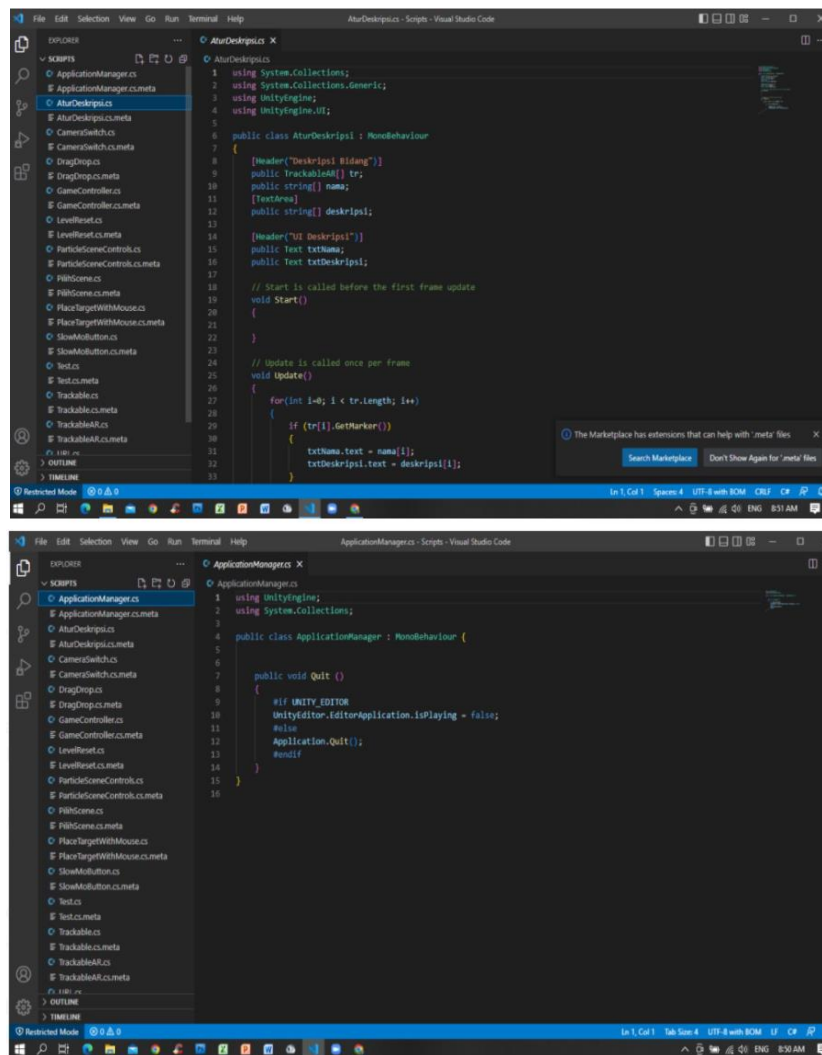 File Edit Selection View Go Run Terminal Help
AturDeskripsi.cs - Scripts - Visual Studio Code
EXPLORER
SCRIPTS
ApplicationManager.cs
ApplicationManager.cs.meta
AturDeskripsi.cs
AturDeskripsi.cs.meta
CameraSwitch.cs
CameraSwitch.cs.meta
DragDrop.cs
DragDrop.cs.meta
GameController.cs
GameController.cs.meta
LevelReset.cs
LevelReset.cs.meta
ParticleSceneControls.cs
ParticleSceneControls.cs.meta
PilihScene.cs
PilihScene.cs.meta
PlaceTargetWithMouse.cs
PlaceTargetWithMouse.cs.meta
SlowMoButton.cs
SlowMoButton.cs.meta
Test.cs
Test.cs.meta
Trackable.cs
Trackable.cs.meta
TrackableAR.cs
TrackableAR.cs.meta
OUTLINE
TIMELINE
AturDeskripsi.cs
AturDeskripsi.cs
1 using System.Collections;
2 using System.Collections.Generic;
3 using UnityEngine;
4 using UnityEngine.UI;
5
6 public class AturDeskripsi : MonoBehaviour
7 {
8 [Header("Deskripsi Bidang")]
9 public TrackableAR[] tr;
10 public string[] nama;
11 [TextArea]
12 public string[] deskripsi;
13
14 [Header("UI Deskripsi")]
15 public Text txtNama;
16 public Text txtDeskripsi;
17
18 // Start is called before the first frame update
19 void Start()
20 {
21
22 }
23
24 // Update is called once per frame
25 void Update()
26 {
27 for(int i=0; i < tr.Length; i++)
28 {
29 if (tr[i].GetMarker())
30 {
31 txtNama.text = nama[i];
32 txtDeskripsi.text = deskripsi[i];
33 }
The Marketplace has extensions that can help with '.meta' files
Search Marketplace
Don't Show Again for '.meta' files
Restricted Mode 0 0
Ln 1, Col 1 Spaces: 4 UTF-8 with BOM CRLF C#
ENG 8:51 AM
File Edit Selection View Go Run Terminal Help
ApplicationManager.cs - Scripts - Visual Studio Code
EXPLORER
SCRIPTS
ApplicationManager.cs
ApplicationManager.cs.meta
AturDeskripsi.cs
AturDeskripsi.cs.meta
CameraSwitch.cs
CameraSwitch.cs.meta
DragDrop.cs
DragDrop.cs.meta
GameController.cs
GameController.cs.meta
LevelReset.cs
LevelReset.cs.meta
ParticleSceneControls.cs
ParticleSceneControls.cs.meta
PilihScene.cs
PilihScene.cs.meta
PlaceTargetWithMouse.cs
PlaceTargetWithMouse.cs.meta
SlowMoButton.cs
SlowMoButton.cs.meta
Test.cs
Test.cs.meta
Trackable.cs
Trackable.cs.meta
TrackableAR.cs
TrackableAR.cs.meta
OUTLINE
TIMELINE
ApplicationManager.cs
ApplicationManager.cs
1 using UnityEngine;
2 using System.Collections;
3
4 public class ApplicationManager : MonoBehaviour {
5
6
7 public void Quit ()
8 {
9 #if UNITY_EDITOR
10 UnityEditor.EditorApplication.isPlaying = false;
11 #else
12 Application.Quit();
13 #endif
14 }
15 }
16
Restricted Mode 0 0
Ln 1, Col 1 Tab Size: 4 UTF-8 with BOM LF C#
ENG 8:50 AM